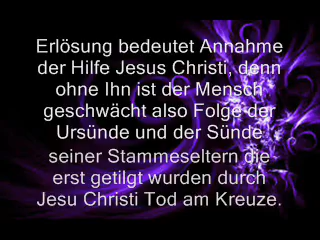 Erlösung bedeutet Annahme
der Hilfe Jesus Christi, denn
ohne Ihn ist der Mensch
geschwächt also Folge der
Ursünde und der Sünde
seiner Stammeseltern die
erst getilgt wurden durch
Jesu Christi Tod am Kreuze.